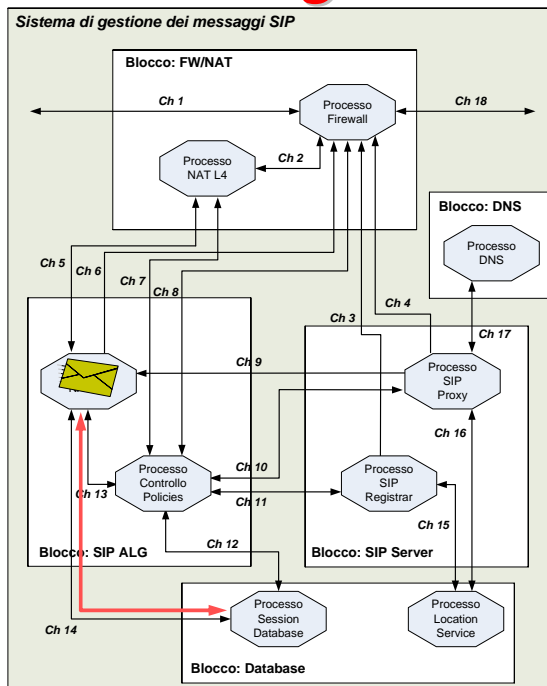 Sistema di gestione dei messaggi SIP
Blocco: FW/NAT
Ch 1
Processo
Firewall
Ch 18
Ch 2
Processo
NAT L4
Blocco: DNS
Processo
DNS
Ch 5
Ch 6
Ch 7
Ch 8
Ch 3
Ch 4
Ch 17
Ch 9
Processo
SIP
Proxy
Ch 16
Ch 10
Processo
Controllo
Policies
Ch 13
Ch 11
Processo
SIP
Registrar
Ch 15
Blocco: SIP ALG
Ch 12
Blocco: SIP Server
Processo
Session
Database
Processo
Location
Service
Ch 14
Blocco: Database